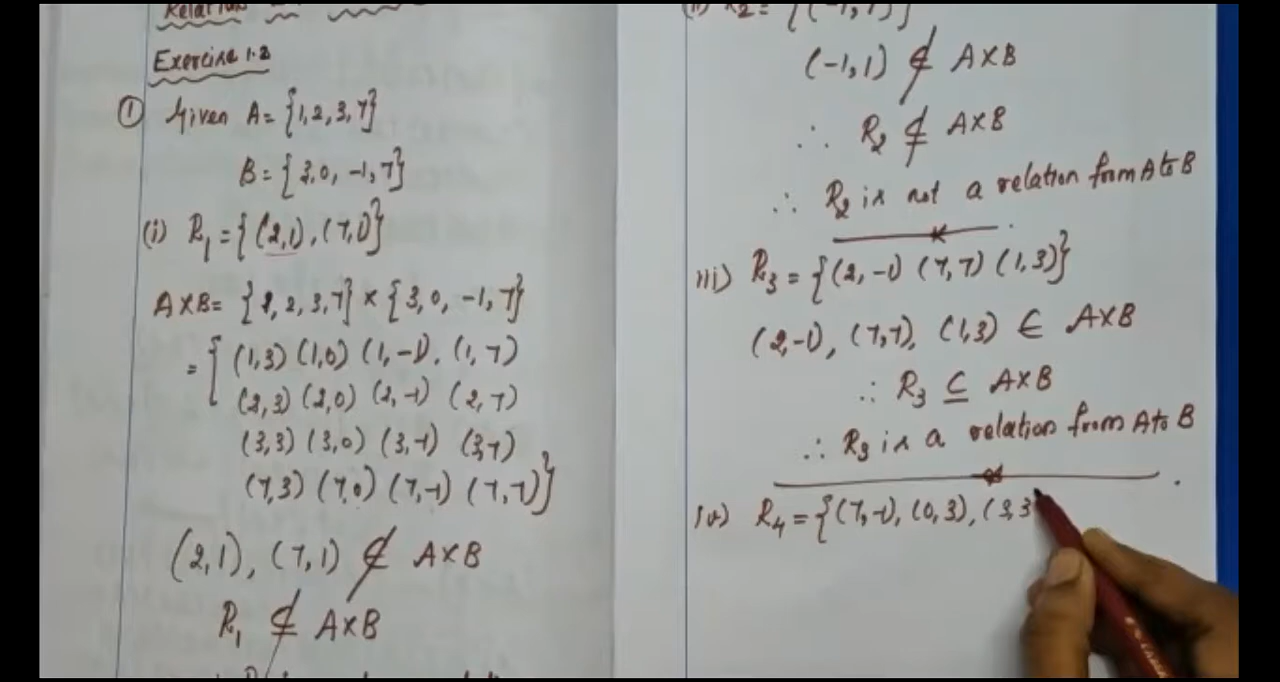 Relation
Exercise 1.2
① Given A = {1, 2, 3, 7}
B = {3, 0, -1, 7}
(i) R₁ = {(2,1), (7,1)}
A×B = {1, 2, 3, 7} × {3, 0, -1, 7}
= { (1,3) (1,0) (1,-1), (1,7)
(2,3) (2,0) (2,-1) (2,7)
(3,3) (3,0) (3,-1) (3,7)
(7,3) (7,0) (7,-1) (7,7)}
(2,1), (7,1) ∉ A×B
R₁ ⊄ A×B
(ii) R₂ = {(-1,1)}
(-1,1) ∉ A×B
∴ R₂ ⊈ A×B
∴ R₂ is not a relation from A to B
iii) R₃ = {(2,-1) (7,7) (1,3)}
(2,-1), (7,7), (1,3) ∈ A×B
∴ R₃ ⊆ A×B
∴ R₃ is a relation from A to B.
iv) R₄ = {(7,-1), (0,3), (3,3